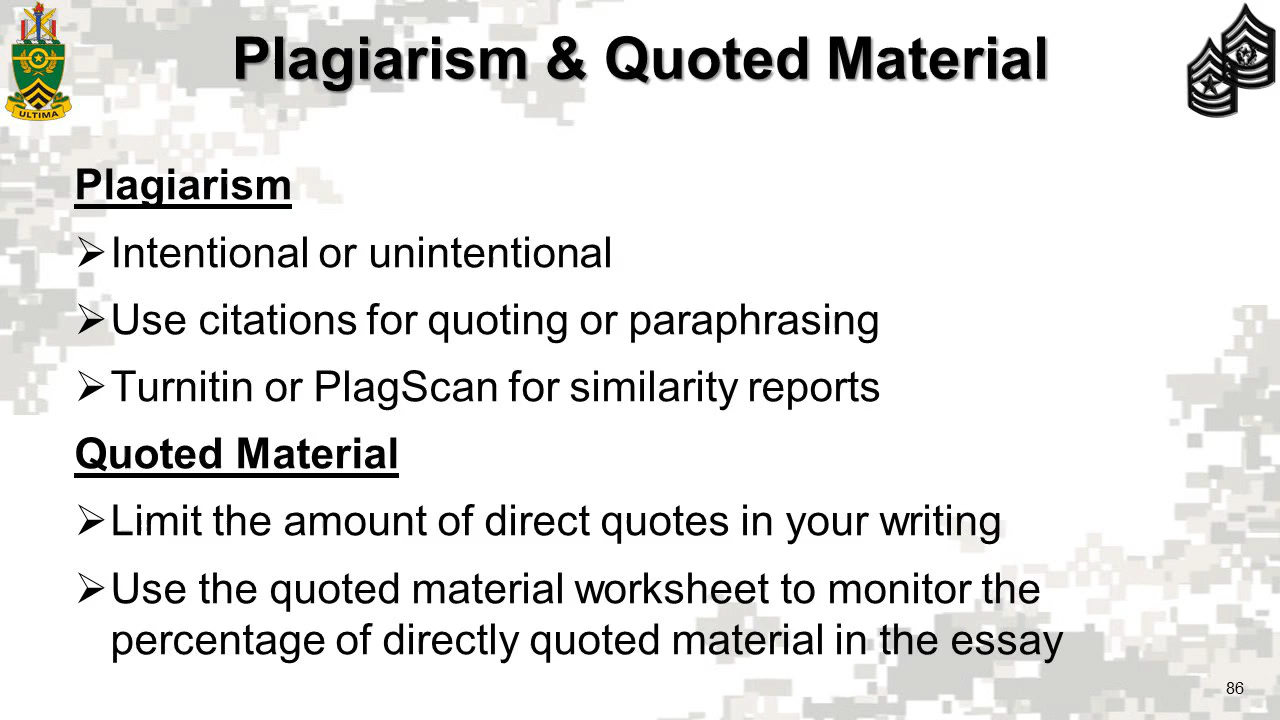 Plagiarism & Quoted Material
ULTIMA
Plagiarism
➢Intentional or unintentional
➢Use citations for quoting or paraphrasing
➢Turnitin or PlagScan for similarity reports
Quoted Material
➢Limit the amount of direct quotes in your writing
➢Use the quoted material worksheet to monitor the
percentage of directly quoted material in the essay
86